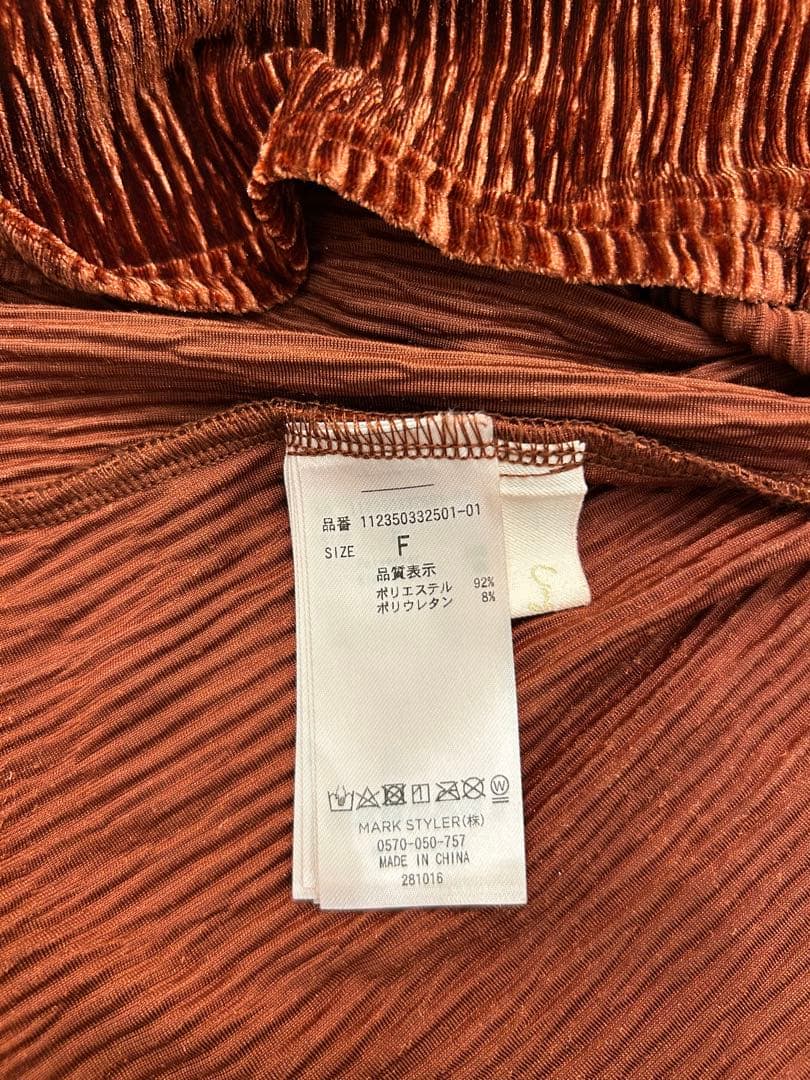 品番 112350332501-01
SIZE F
品質表示
ポリエステル 92%
ポリウレタン 8%
W
MARK STYLER(株)
0570-050-757
MADE IN CHINA
281016